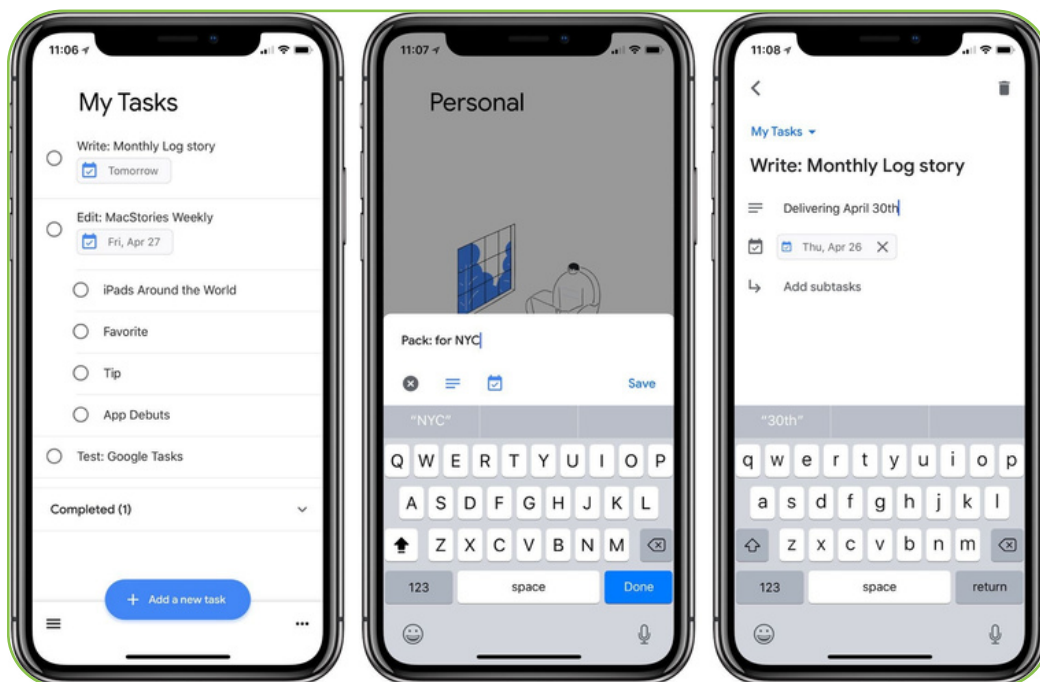 11:06
My Tasks
Write: Monthly Log story
Tomorrow
Edit: MacStories Weekly
Fri, Apr 27
iPads Around the World
Favorite
Tip
App Debuts
Test: Google Tasks
Completed (1)
+ Add a new task
11:07
Personal
Pack: for NYC
Save
“NYC”
Q W E R T Y U I O P
A S D F G H J K L
Z X C V B N M
123 space Done
11:08
My Tasks
Write: Monthly Log story
Delivering April 30th
Thu, Apr 26
Add subtasks
“30th”
q w e r t y u i o p
a s d f g h j k l
z x c v b n m
123 space return